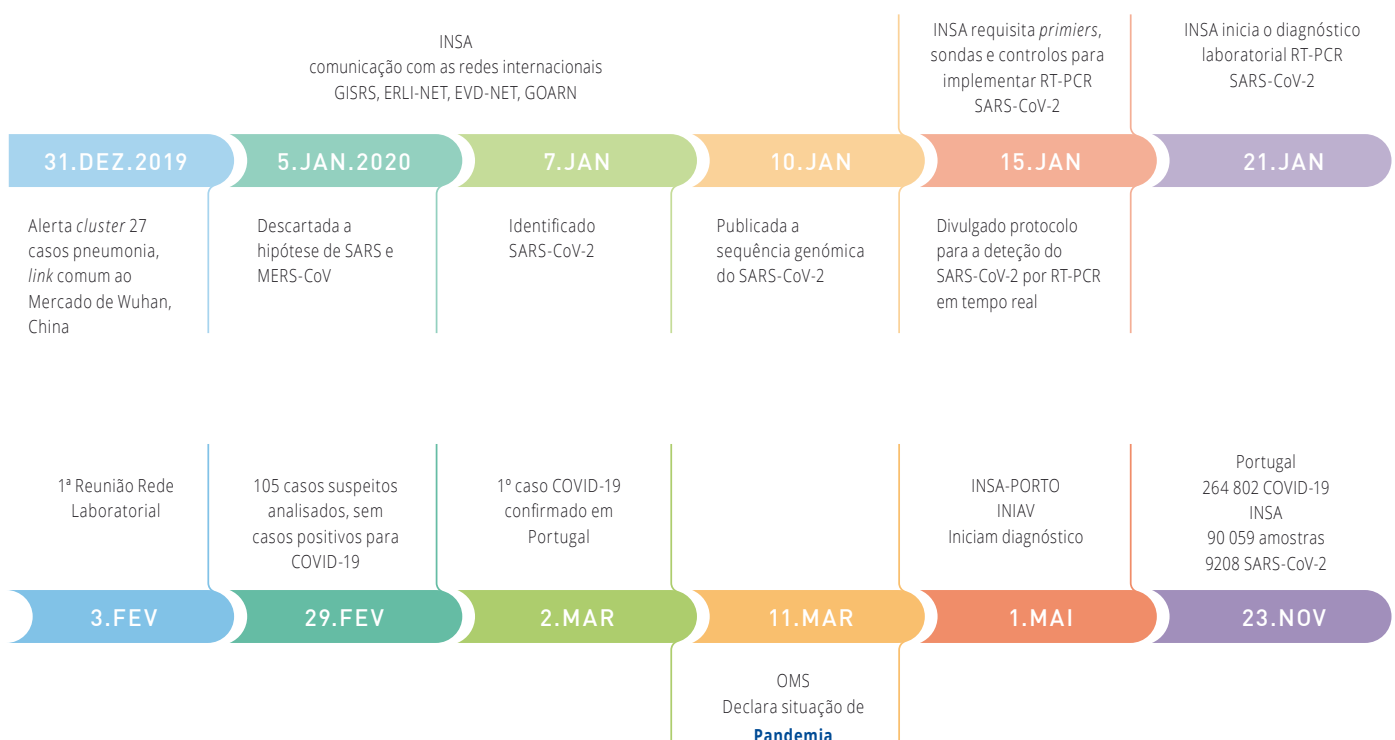 INSA
comunicação com as redes internacionais
GISRS, ERLI-NET, EVD-NET, GOARN
INSA requisita primiers,
sondas e controlos para
implementar RT-PCR
SARS-CoV-2
INSA inicia o diagnóstico
laboratorial RT-PCR
SARS-CoV-2
31.DEZ.2019
5.JAN.2020
7.JAN
10.JAN
15.JAN
21.JAN
Alerta cluster 27
casos pneumonia,
link comum ao
Mercado de Wuhan,
China
Descartada a
hipótese de SARS e
MERS-CoV
Identificado
SARS-CoV-2
Publicada a
sequência genómica
do SARS-CoV-2
Divulgado protocolo
para a deteção do
SARS-CoV-2 por RT-PCR
em tempo real
1ª Reunião Rede
Laboratorial
105 casos suspeitos
analisados, sem
casos positivos para
COVID-19
1º caso COVID-19
confirmado em
Portugal
INSA-PORTO
INIAV
Iniciam diagnóstico
Portugal
264 802 COVID-19
INSA
90 059 amostras
9208 SARS-CoV-2
3.FEV
29.FEV
2.MAR
11.MAR
1.MAI
23.NOV
OMS
Declara situação de
Pandemia